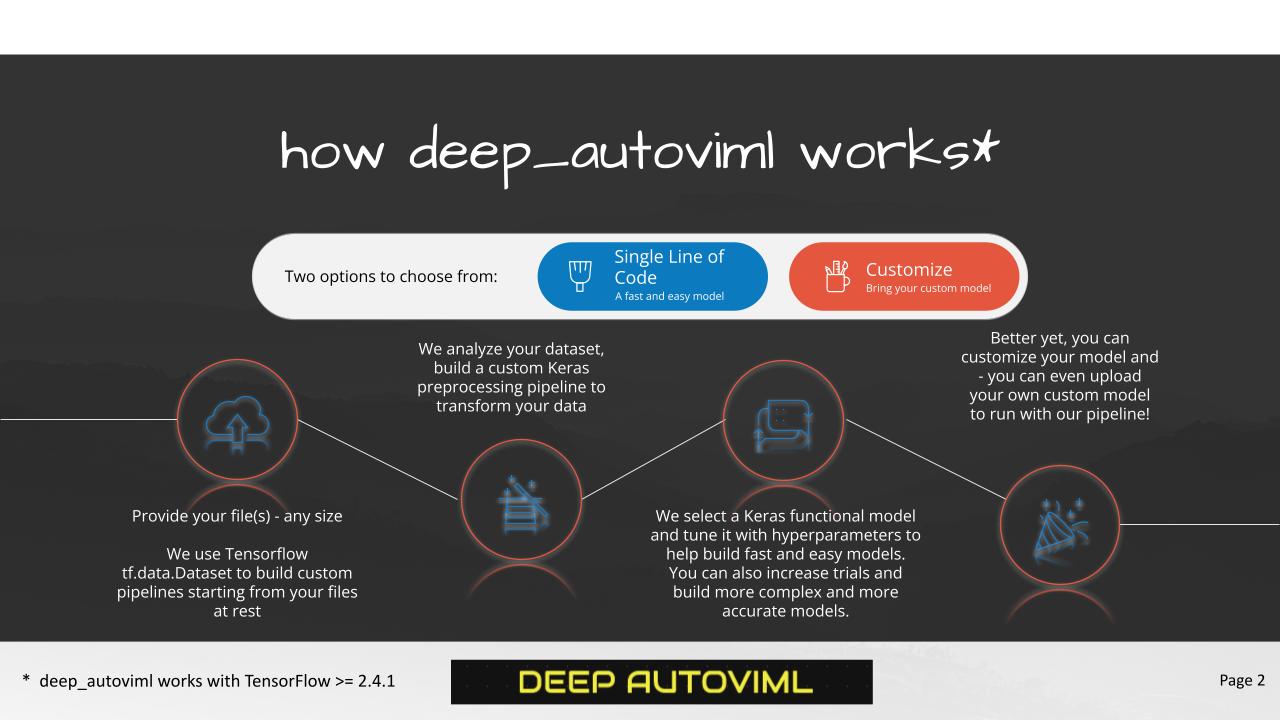 how deep_autoviml works*
Two options to choose from:
Single Line of
Code
A fast and easy model
Customize
Bring your custom model
Provide your file(s) - any size
We use Tensorflow
tf.data.Dataset to build custom
pipelines starting from your files
at rest
We analyze your dataset,
build a custom Keras
preprocessing pipeline to
transform your data
We select a Keras functional model
and tune it with hyperparameters to
help build fast and easy models.
You can also increase trials and
build more complex and more
accurate models.
Better yet, you can
customize your model and
- you can even upload
your own custom model
to run with our pipeline!
* deep_autoviml works with TensorFlow >= 2.4.1
DEEP AUTOVIML
Page 2